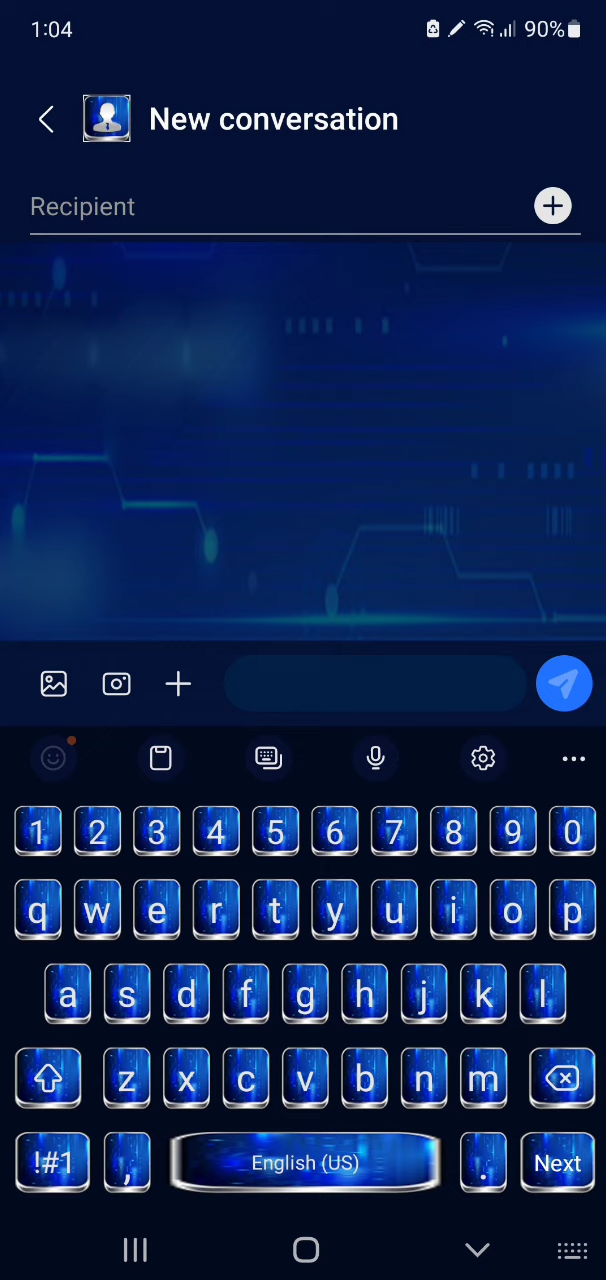 1:04
90%
New conversation
Recipient
1 2 3 4 5 6 7 8 9 0
q w e r t y u i o p
a s d f g h j k l
z x c v b n m
!#1 , English (US) . Next